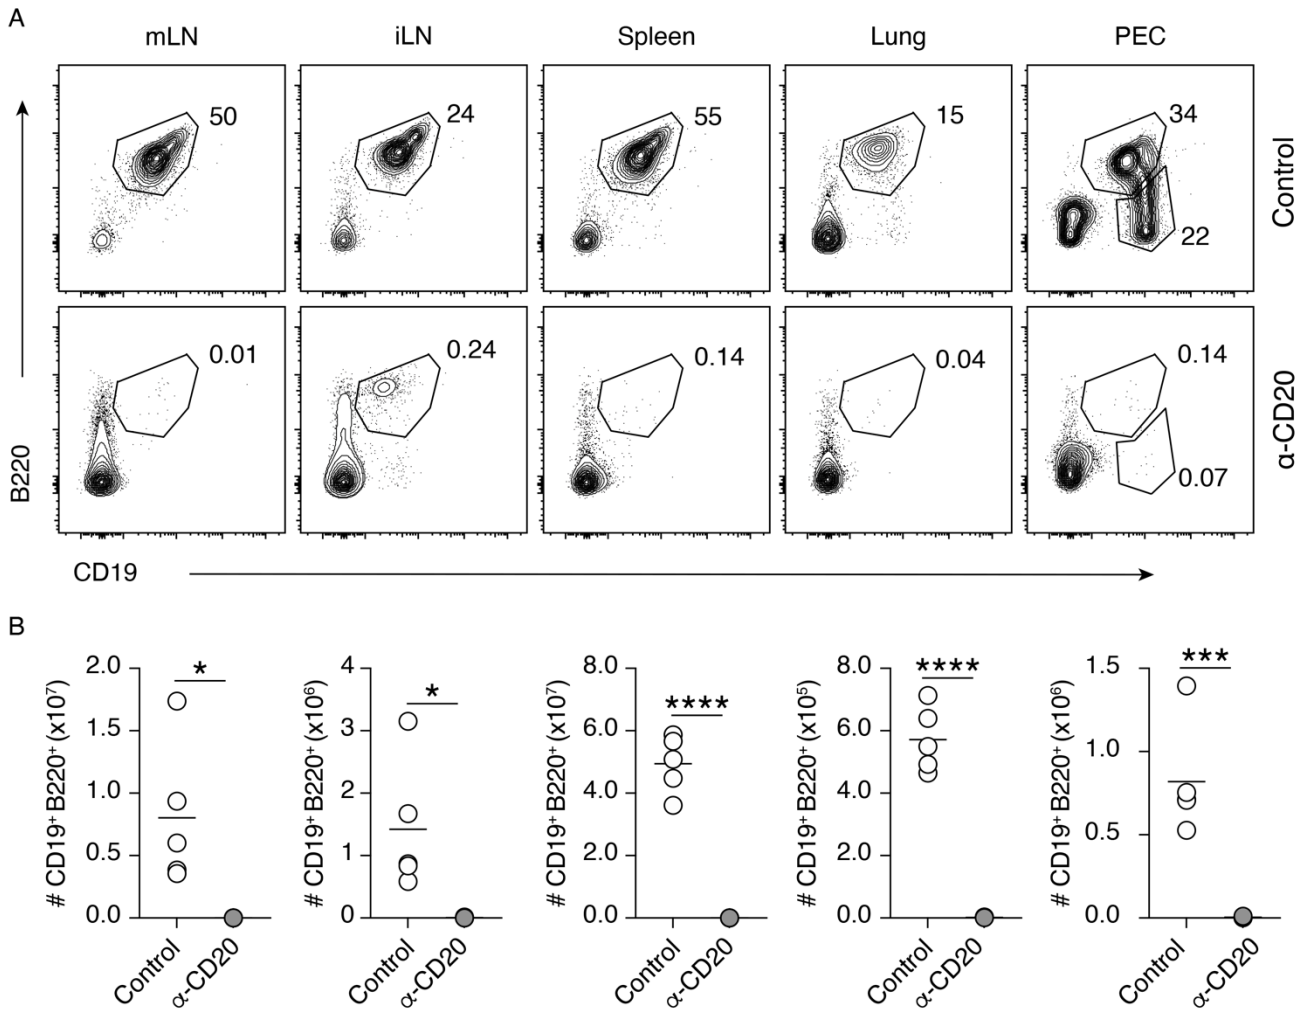 A
mLN iLN Spleen Lung PEC
50 24 55 15 34
22
Control
0.01 0.24 0.14 0.04 0.14
0.07
α-CD20
B220
CD19
B
# CD19⁺ B220⁺ (x10⁷)
2.0
1.5
1.0
0.5
0.0
*
Control
α-CD20
# CD19⁺ B220⁺ (x10⁶)
4
3
2
1
0
*
Control
α-CD20
# CD19⁺ B220⁺ (x10⁷)
8.0
6.0
4.0
2.0
0.0
****
Control
α-CD20
# CD19⁺ B220⁺ (x10⁵)
8.0
6.0
4.0
2.0
0.0
****
Control
α-CD20
# CD19⁺ B220⁺ (x10⁶)
1.5
1.0
0.5
0.0
***
Control
α-CD20